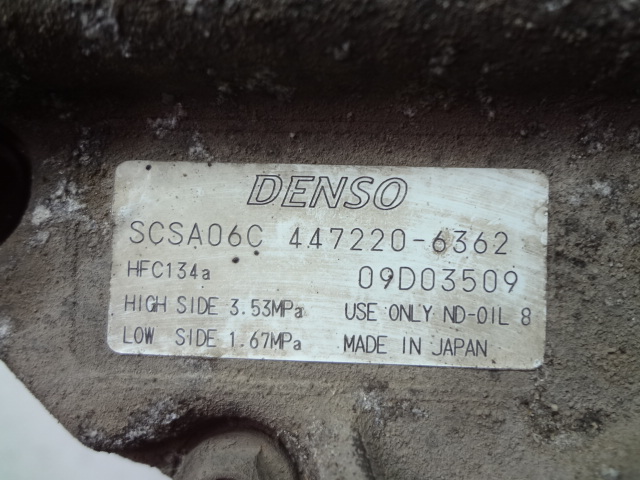 DENSO
SCSA06C 447220-6362
HFC134a 09D03509
HIGH SIDE 3.53MPa USE ONLY ND-OIL 8
LOW SIDE 1.67MPa MADE IN JAPAN